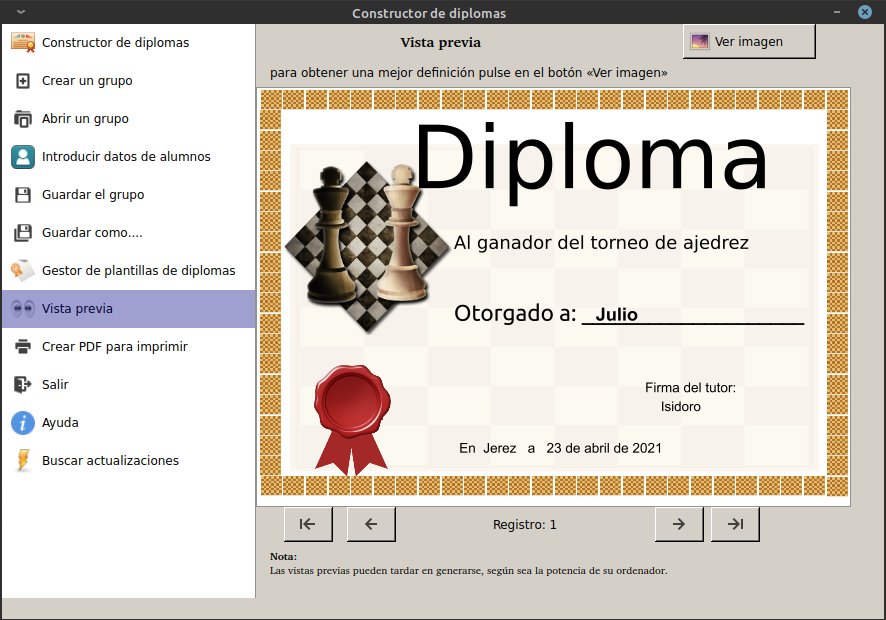 Constructor de diplomas
Constructor de diplomas
Crear un grupo
Abrir un grupo
Introducir datos de alumnos
Guardar el grupo
Guardar como....
Gestor de plantillas de diplomas
Vista previa
Crear PDF para imprimir
Salir
Ayuda
Buscar actualizaciones
Vista previa
Ver imagen
para obtener una mejor definición pulse en el botón «Ver imagen»
Diploma
Al ganador del torneo de ajedrez
Otorgado a: Julio
Firma del tutor:
Isidoro
En Jerez a 23 de abril de 2021
Registro: 1
Nota:
Las vistas previas pueden tardar en generarse, según sea la potencia de su ordenador.